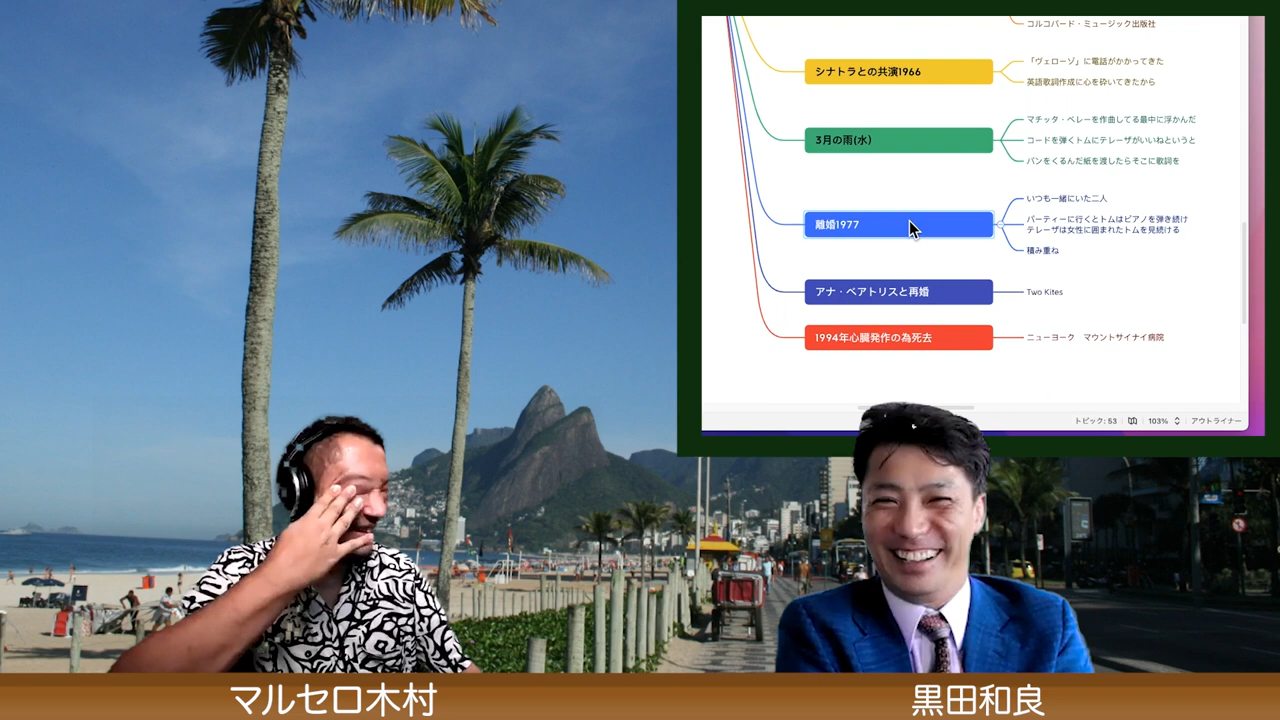 コルコバード・ミュージック出版社
シナトラとの共演1966
「ヴェローゾ」に電話がかかってきた
英語歌詞作成に心を砕いてきたから
3月の雨(水)
マチッタ・ベレーを作曲してる最中に浮かんだ
コードを弾くトムにテレーザがいいねというと
パンをくるんだ紙を渡したらそこに歌詞を
離婚1977
いつも一緒にいた二人
パーティーに行くとトムはピアノを弾き続け
テレーザは女性に囲まれたトムを見続ける
積み重ね
アナ・ベアトリスと再婚
Two Kites
1994年心臓発作の為死去
ニューヨーク　マウントサイナイ病院
トピック: 53
103%
アウトライナー
マルセロ木村
黒田和良